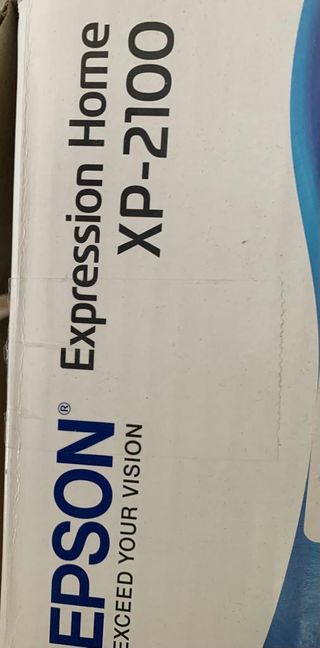 EPSON® Expression Home
EXCEED YOUR VISION XP-2100